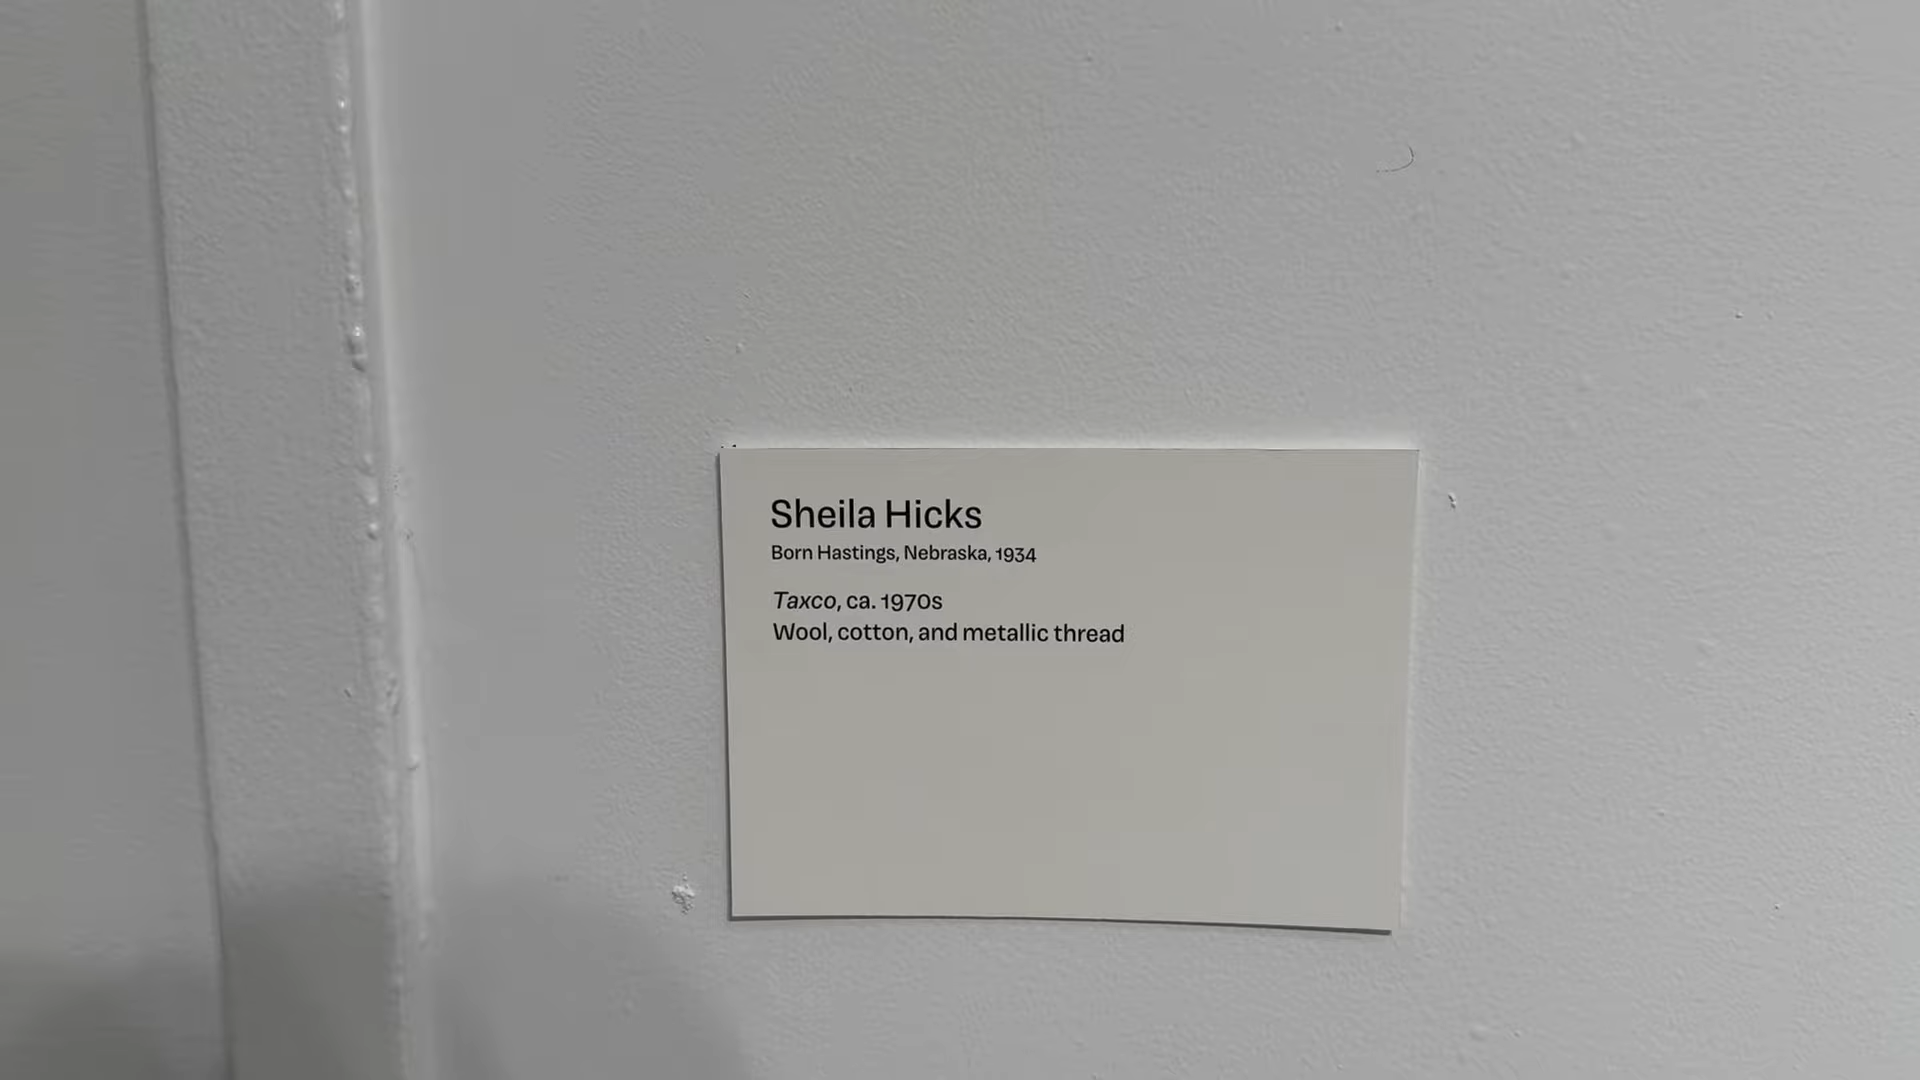 Sheila Hicks
Born Hastings, Nebraska, 1934
Taxco, ca. 1970s
Wool, cotton, and metallic thread